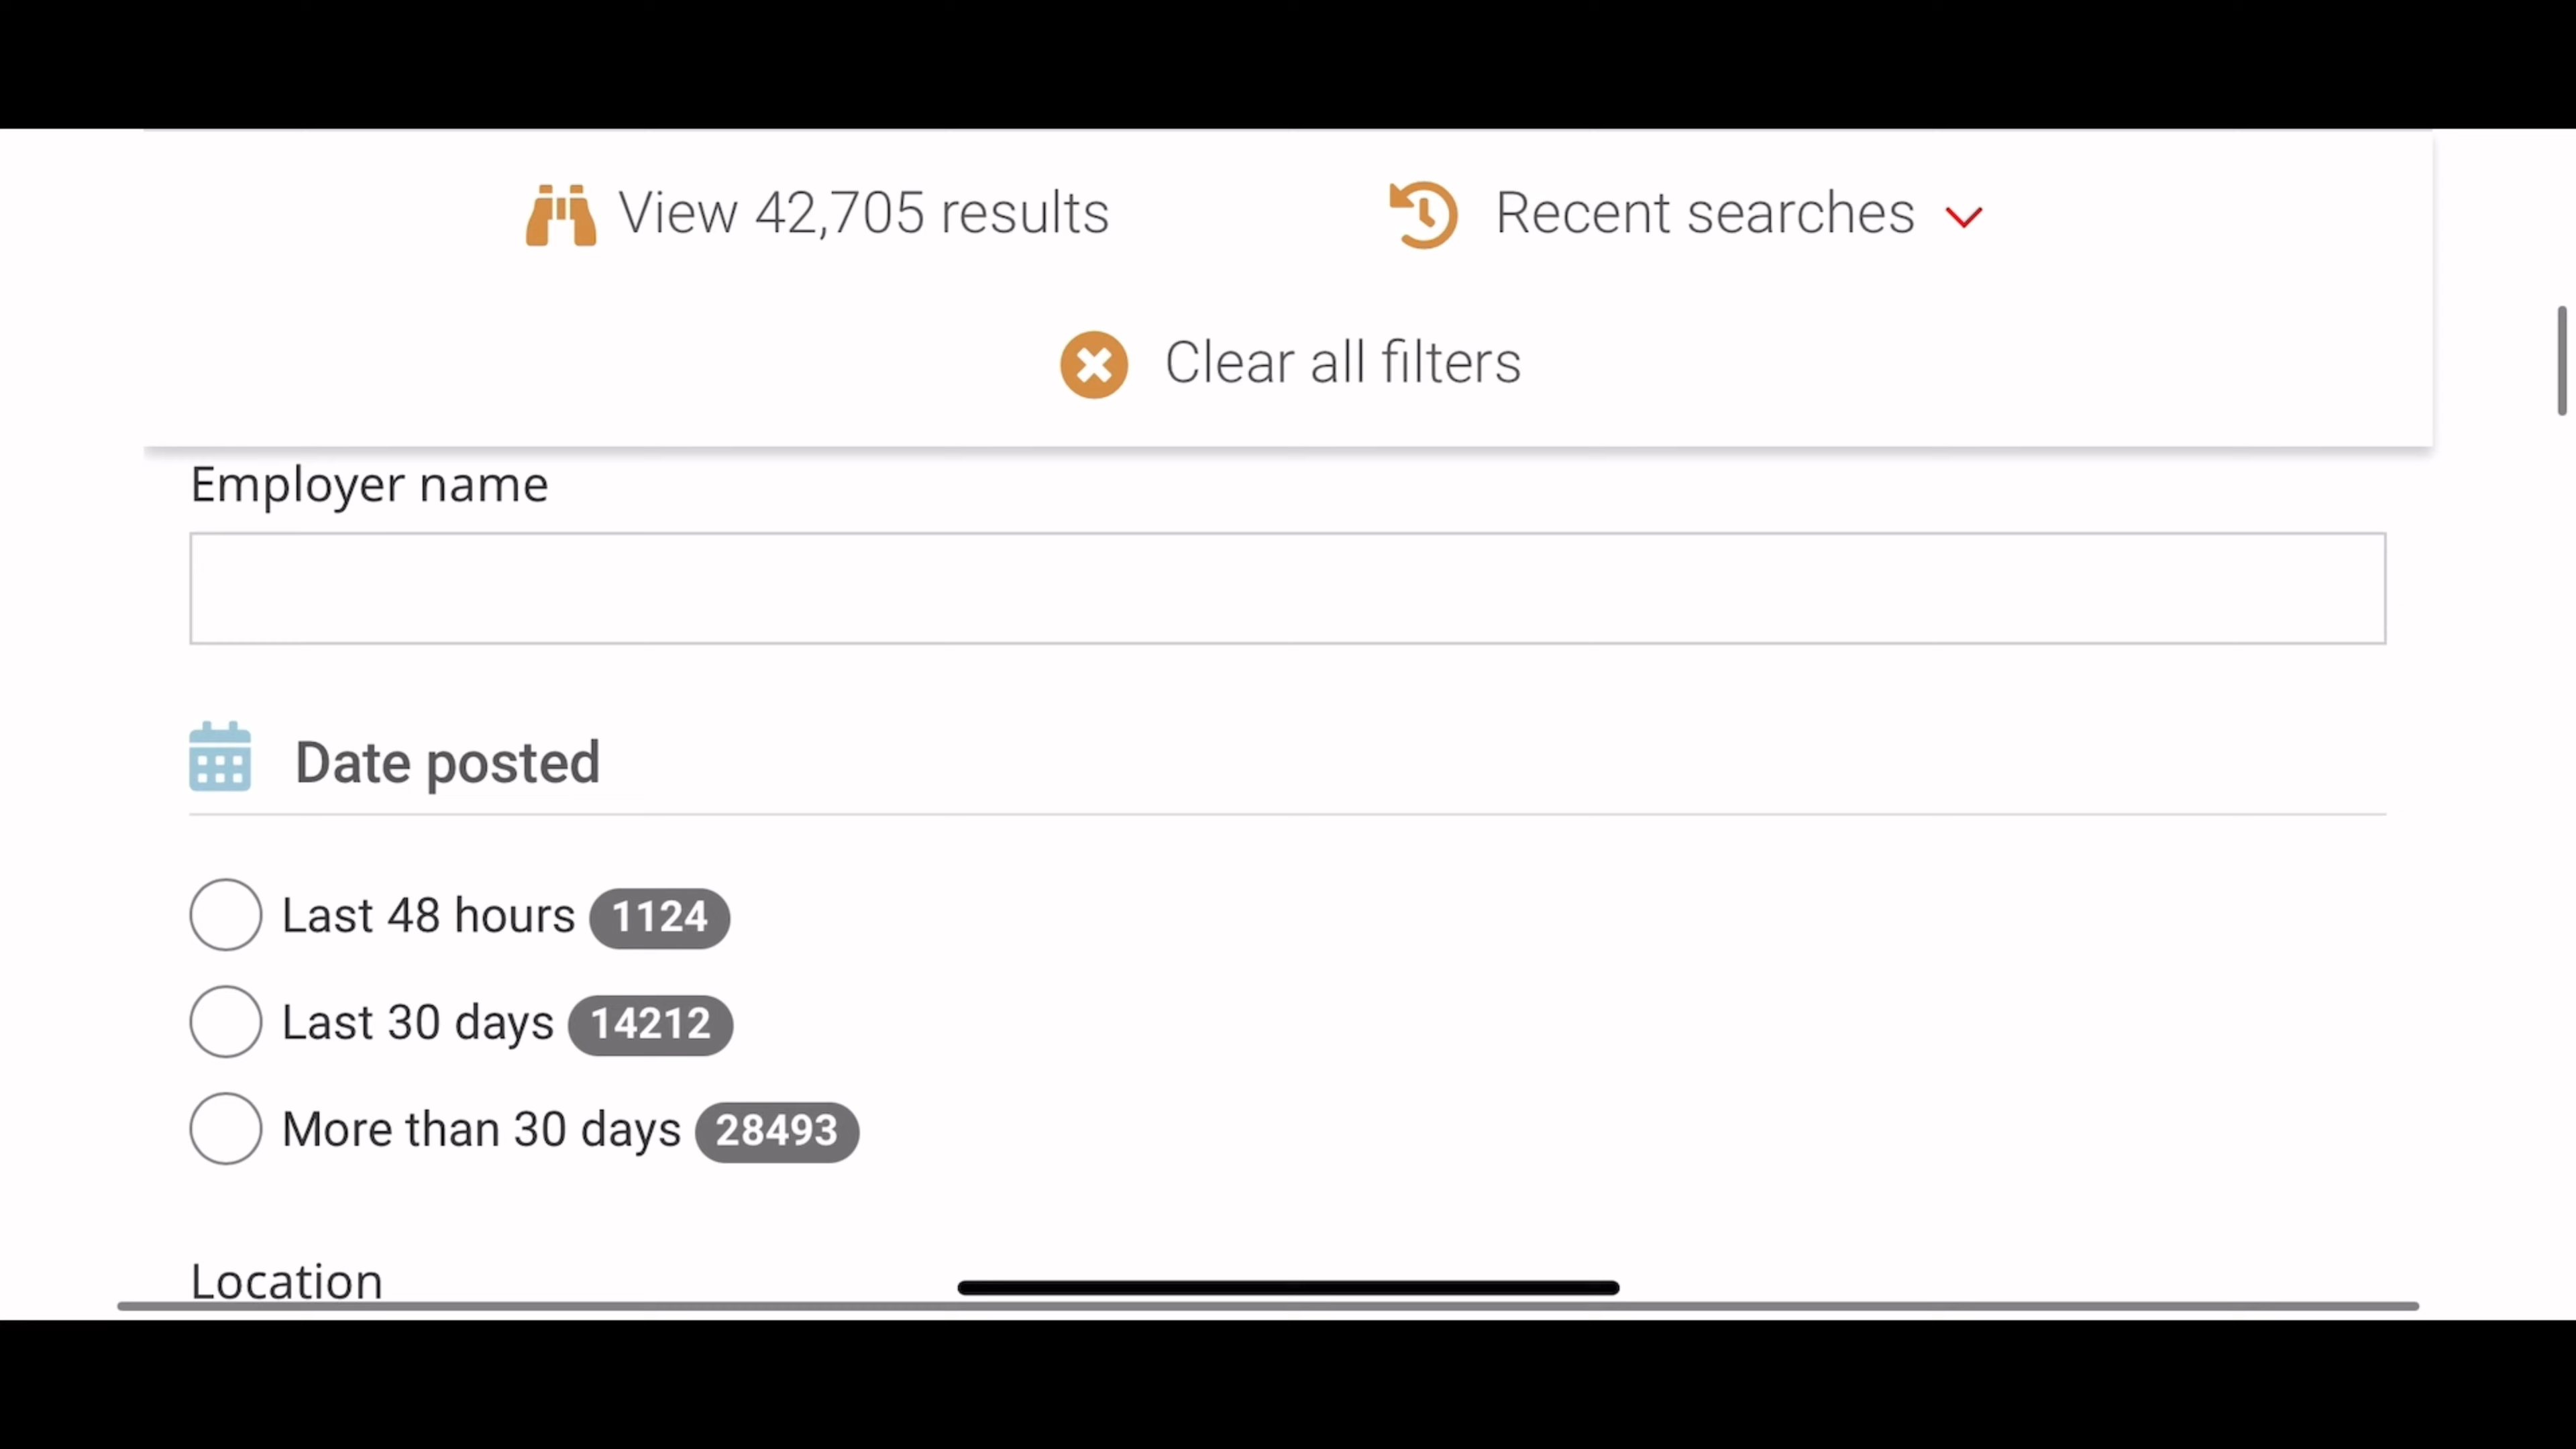 View 42,705 results
Recent searches
Clear all filters
Employer name
Date posted
Last 48 hours 1124
Last 30 days 14212
More than 30 days 28493
Location